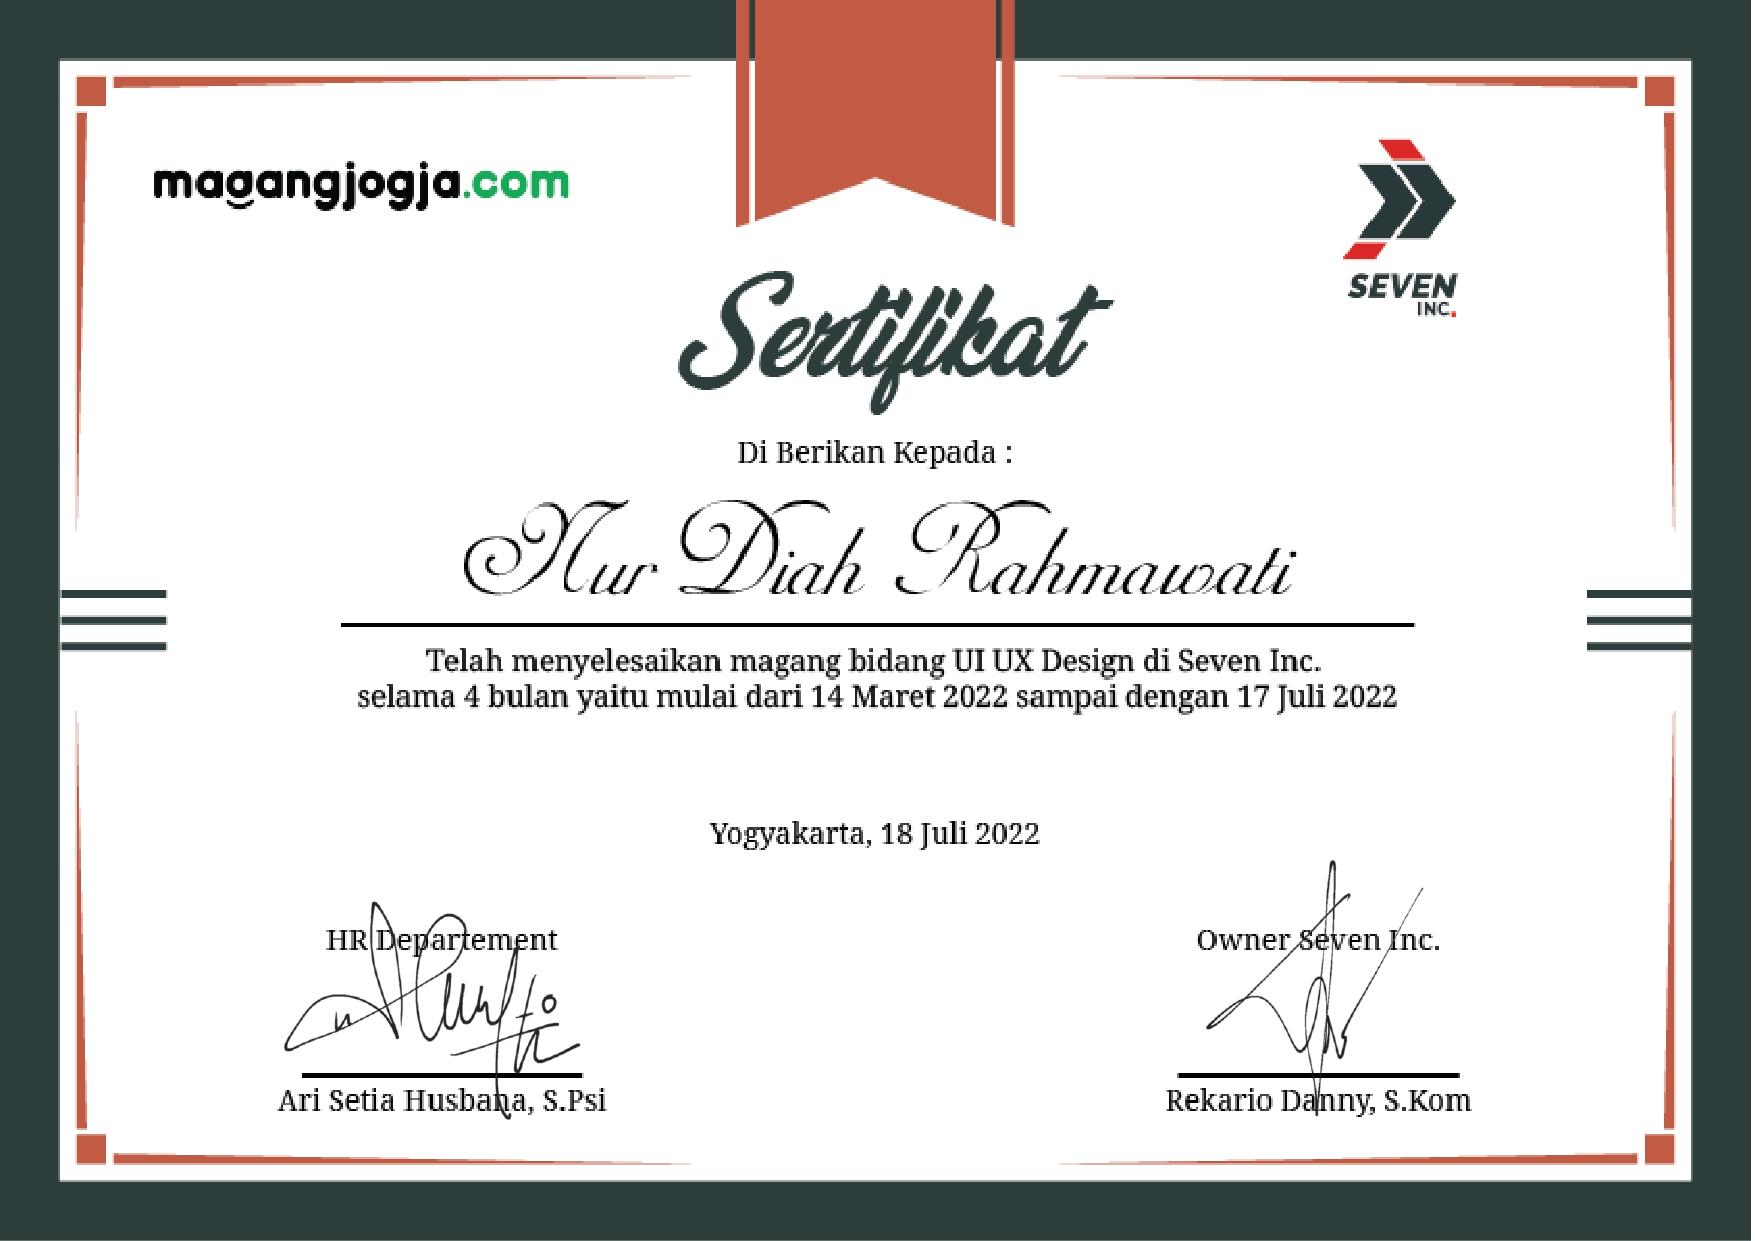 magangjogja.com
SEVEN
INC.
Sertifikat
Di Berikan Kepada :
Nur Diah Rahmawati
Telah menyelesaikan magang bidang UI UX Design di Seven Inc.
selama 4 bulan yaitu mulai dari 14 Maret 2022 sampai dengan 17 Juli 2022
Yogyakarta, 18 Juli 2022
HR Departement
Owner Seven Inc.
Ari Setia Husbana, S.Psi
Rekario Danny, S.Kom